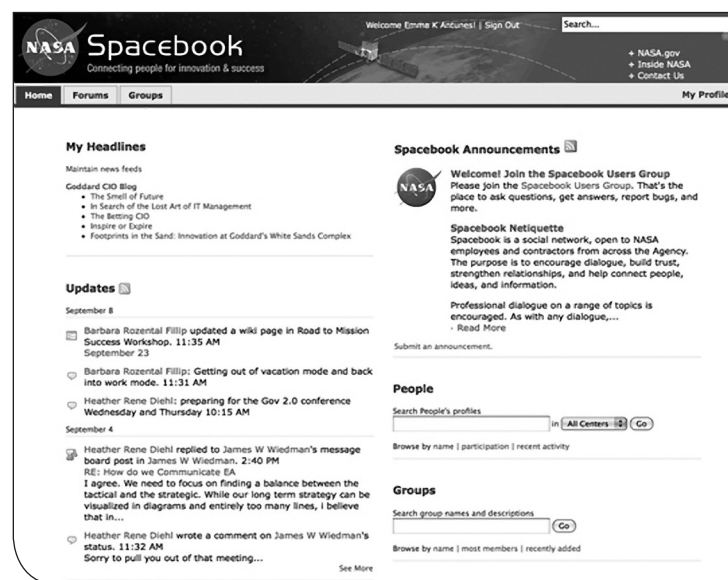 Welcome Emma K Antunes! | Sign Out
Search...
NASA
Spacebook
Connecting people for innovation & success
+ NASA.gov
+ Inside NASA
+ Contact Us
Home
Forums
Groups
My Profile
My Headlines
Maintain news feeds
Goddard CIO Blog
• The Smell of Future
• In Search of the Lost Art of IT Management
• The Betting CIO
• Inspire or Expire
• Footprints in the Sand: Innovation at Goddard's White Sands Complex
Updates
September 8
Barbara Rozental Fillip updated a wiki page in Road to Mission
Success Workshop. 11:35 AM
September 23
Barbara Rozental Fillip: Getting out of vacation mode and back
into work mode. 11:31 AM
Heather Rene Diehl: preparing for the Gov 2.0 conference
Wednesday and Thursday 10:15 AM
September 4
Heather Rene Diehl replied to James W Wiedman's message
board post in James W Wiedman. 2:40 PM
RE: How do we Communicate EA
I agree. We need to focus on finding a balance between the
tactical and the strategic. While our long term strategy can be
visualized in diagrams and entirely too many lines, i believe
that in...
Heather Rene Diehl wrote a comment on James W Wiedman's
status. 11:32 AM
Sorry to pull you out of that meeting...
See More
Spacebook Announcements
NASA
Welcome! Join the Spacebook Users Group
Please join the Spacebook Users Group. That's the
place to ask questions, get answers, report bugs, and
more.
Spacebook Netiquette
Spacebook is a social network, open to NASA
employees and contractors from across the Agency.
The purpose is to encourage dialogue, build trust,
strengthen relationships, and help connect people,
ideas, and information.
Professional dialogue on a range of topics is
encouraged. As with any dialogue,...
- Read More
Submit an announcement.
People
Search People's profiles
in All Centers Go
Browse by name | participation | recent activity
Groups
Search group names and descriptions
Go
Browse by name | most members | recently added